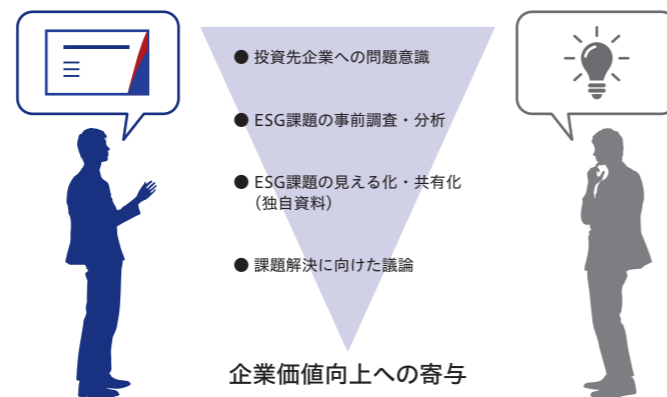 ● 投資先企業への問題意識
● ESG課題の事前調査・分析
● ESG課題の見える化・共有化
（独自資料）
● 課題解決に向けた議論
企業価値向上への寄与